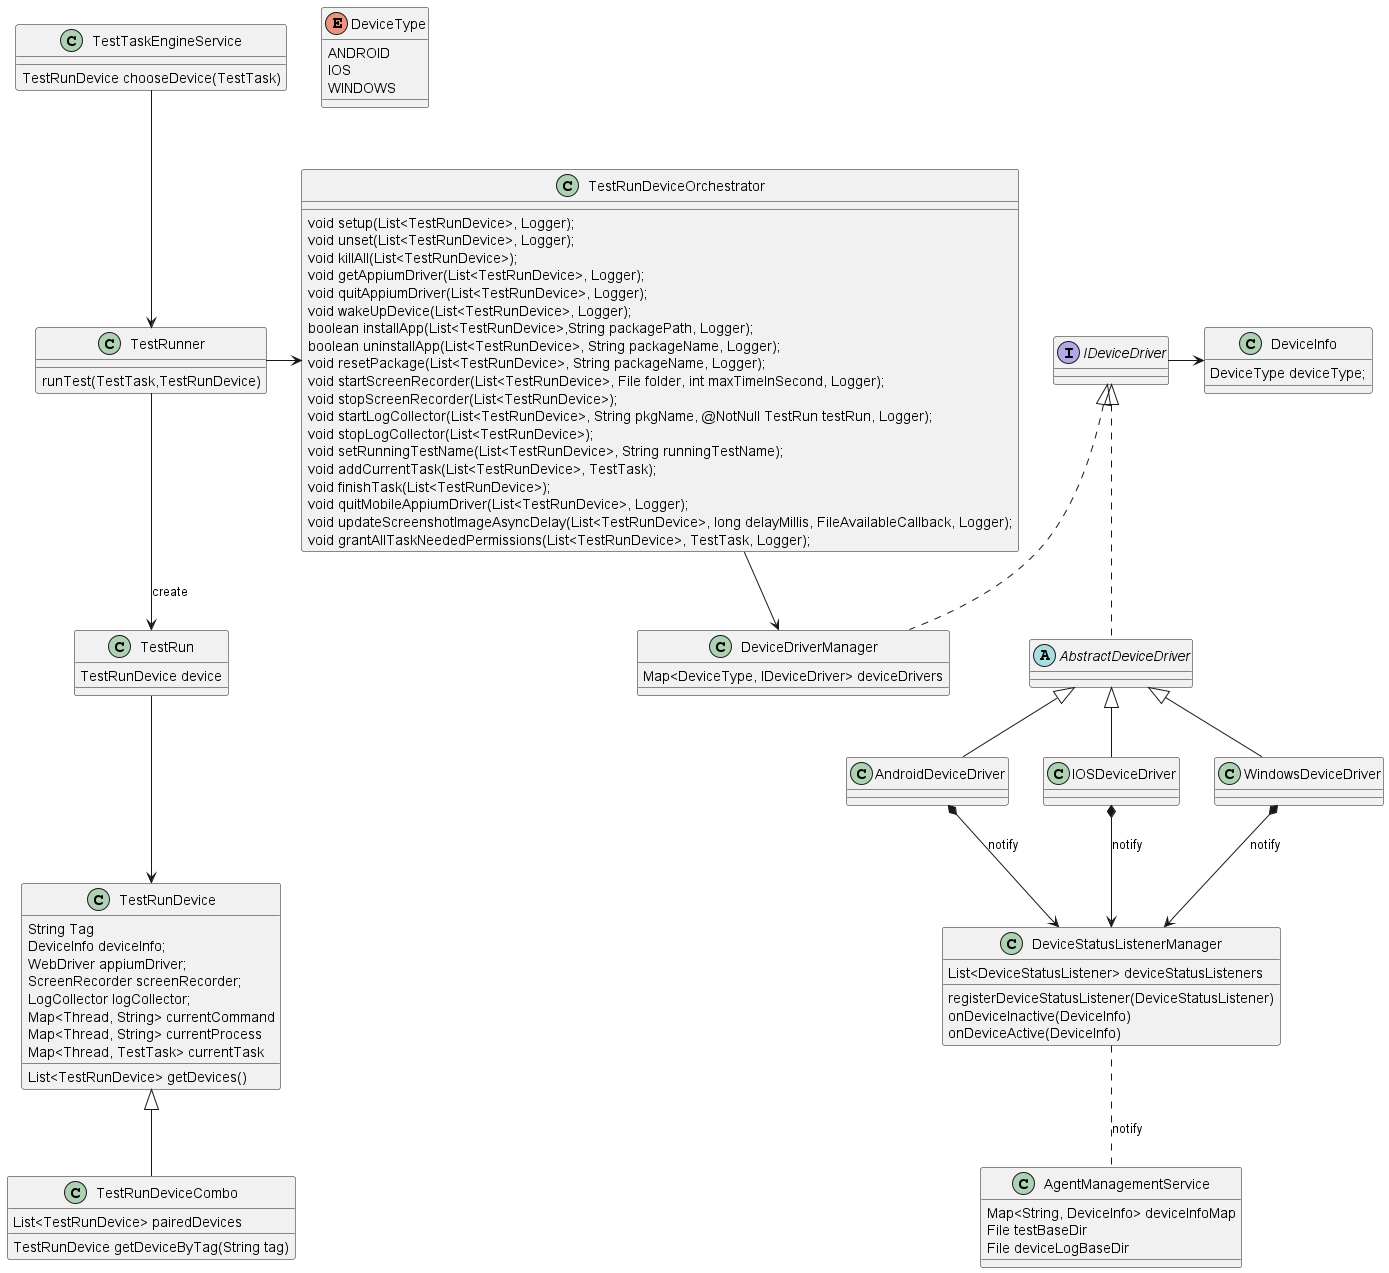 C TestTaskEngineService
TestRunDevice chooseDevice(TestTask)
E DeviceType
ANDROID
IOS
WINDOWS
C TestRunDeviceOrchestrator
void setup(List<TestRunDevice>, Logger);
void unset(List<TestRunDevice>, Logger);
void killAll(List<TestRunDevice>);
void getAppiumDriver(List<TestRunDevice>, Logger);
void quitAppiumDriver(List<TestRunDevice>, Logger);
void wakeUpDevice(List<TestRunDevice>, Logger);
boolean installApp(List<TestRunDevice>,String packagePath, Logger);
boolean uninstallApp(List<TestRunDevice>, String packageName, Logger);
void resetPackage(List<TestRunDevice>, String packageName, Logger);
void startScreenRecorder(List<TestRunDevice>, File folder, int maxTimeInSecond, Logger);
void stopScreenRecorder(List<TestRunDevice>);
void startLogCollector(List<TestRunDevice>, String pkgName, @NotNull TestRun testRun, Logger);
void stopLogCollector(List<TestRunDevice>);
void setRunningTestName(List<TestRunDevice>, String runningTestName);
void addCurrentTask(List<TestRunDevice>, TestTask);
void finishTask(List<TestRunDevice>);
void quitMobileAppiumDriver(List<TestRunDevice>, Logger);
void updateScreenshotImageAsyncDelay(List<TestRunDevice>, long delayMillis, FileAvailableCallback, Logger);
void grantAllTaskNeededPermissions(List<TestRunDevice>, TestTask, Logger);
C TestRunner
runTest(TestTask,TestRunDevice)
I IDeviceDriver
C DeviceInfo
DeviceType deviceType;
create
C TestRun
TestRunDevice device
C DeviceDriverManager
Map<DeviceType, IDeviceDriver> deviceDrivers
A AbstractDeviceDriver
C AndroidDeviceDriver
C IOSDeviceDriver
C WindowsDeviceDriver
notify
notify
notify
C TestRunDevice
String Tag
DeviceInfo deviceInfo;
WebDriver appiumDriver;
ScreenRecorder screenRecorder;
LogCollector logCollector;
Map<Thread, String> currentCommand
Map<Thread, String> currentProcess
Map<Thread, TestTask> currentTask
List<TestRunDevice> getDevices()
C DeviceStatusListenerManager
List<DeviceStatusListener> deviceStatusListeners
registerDeviceStatusListener(DeviceStatusListener)
onDeviceInactive(DeviceInfo)
onDeviceActive(DeviceInfo)
notify
C TestRunDeviceCombo
List<TestRunDevice> pairedDevices
TestRunDevice getDeviceByTag(String tag)
C AgentManagementService
Map<String, DeviceInfo> deviceInfoMap
File testBaseDir
File deviceLogBaseDir